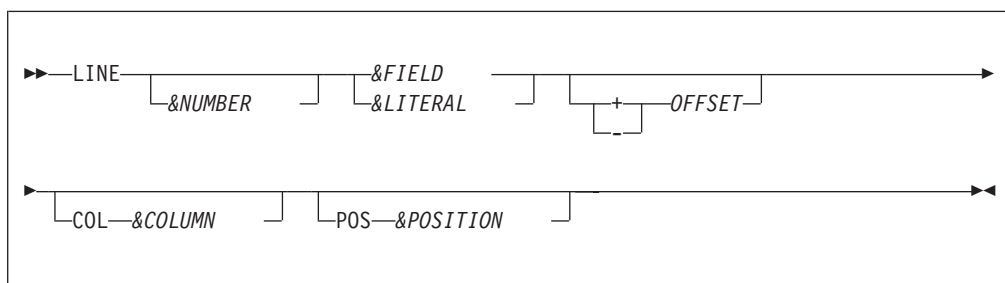 LINE &FIELD + OFFSET
&NUMBER &LITERAL -
COL &COLUMN POS &POSITION